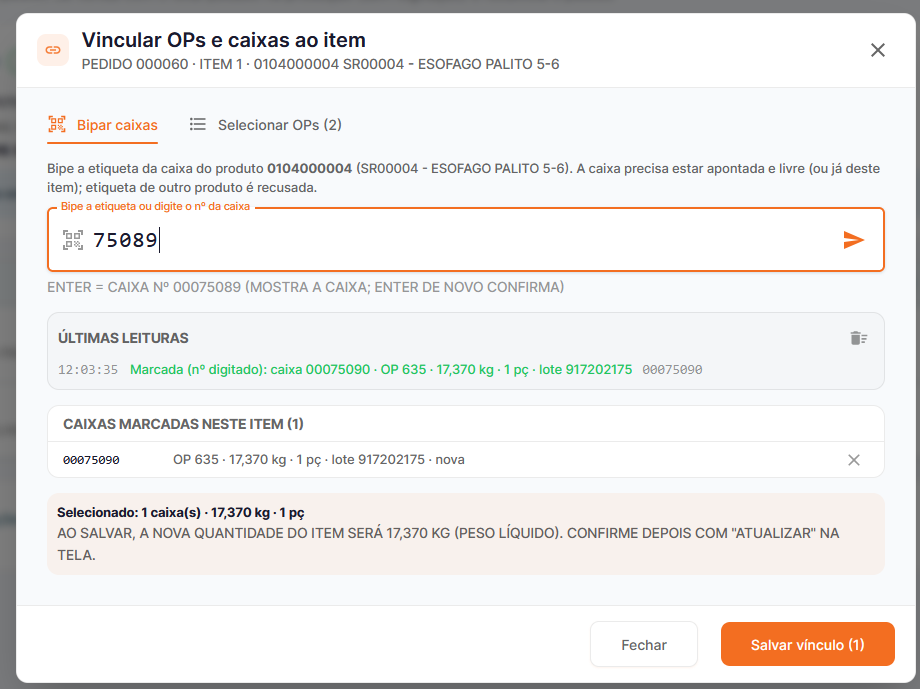 Vincular OPs e caixas ao item
PEDIDO 000060 · ITEM 1 · 0104000004 SR00004 - ESOFAGO PALITO 5-6
Bipar caixas
Selecionar OPs (2)
Bipe a etiqueta da caixa do produto 0104000004 (SR00004 - ESOFAGO PALITO 5-6). A caixa precisa estar apontada e livre (ou já deste
item); etiqueta de outro produto é recusada.
Bipe a etiqueta ou digite o nº da caixa
75089
ENTER = CAIXA Nº 00075089 (MOSTRA A CAIXA; ENTER DE NOVO CONFIRMA)
ÚLTIMAS LEITURAS
12:03:35 Marcada (nº digitado): caixa 00075090 · OP 635 · 17,370 kg · 1 pç · lote 917202175 00075090
CAIXAS MARCADAS NESTE ITEM (1)
00075090 OP 635 · 17,370 kg · 1 pç · lote 917202175 · nova
Selecionado: 1 caixa(s) · 17,370 kg · 1 pç
AO SALVAR, A NOVA QUANTIDADE DO ITEM SERÁ 17,370 KG (PESO LÍQUIDO). CONFIRME DEPOIS COM "ATUALIZAR" NA
TELA.
Fechar
Salvar vínculo (1)